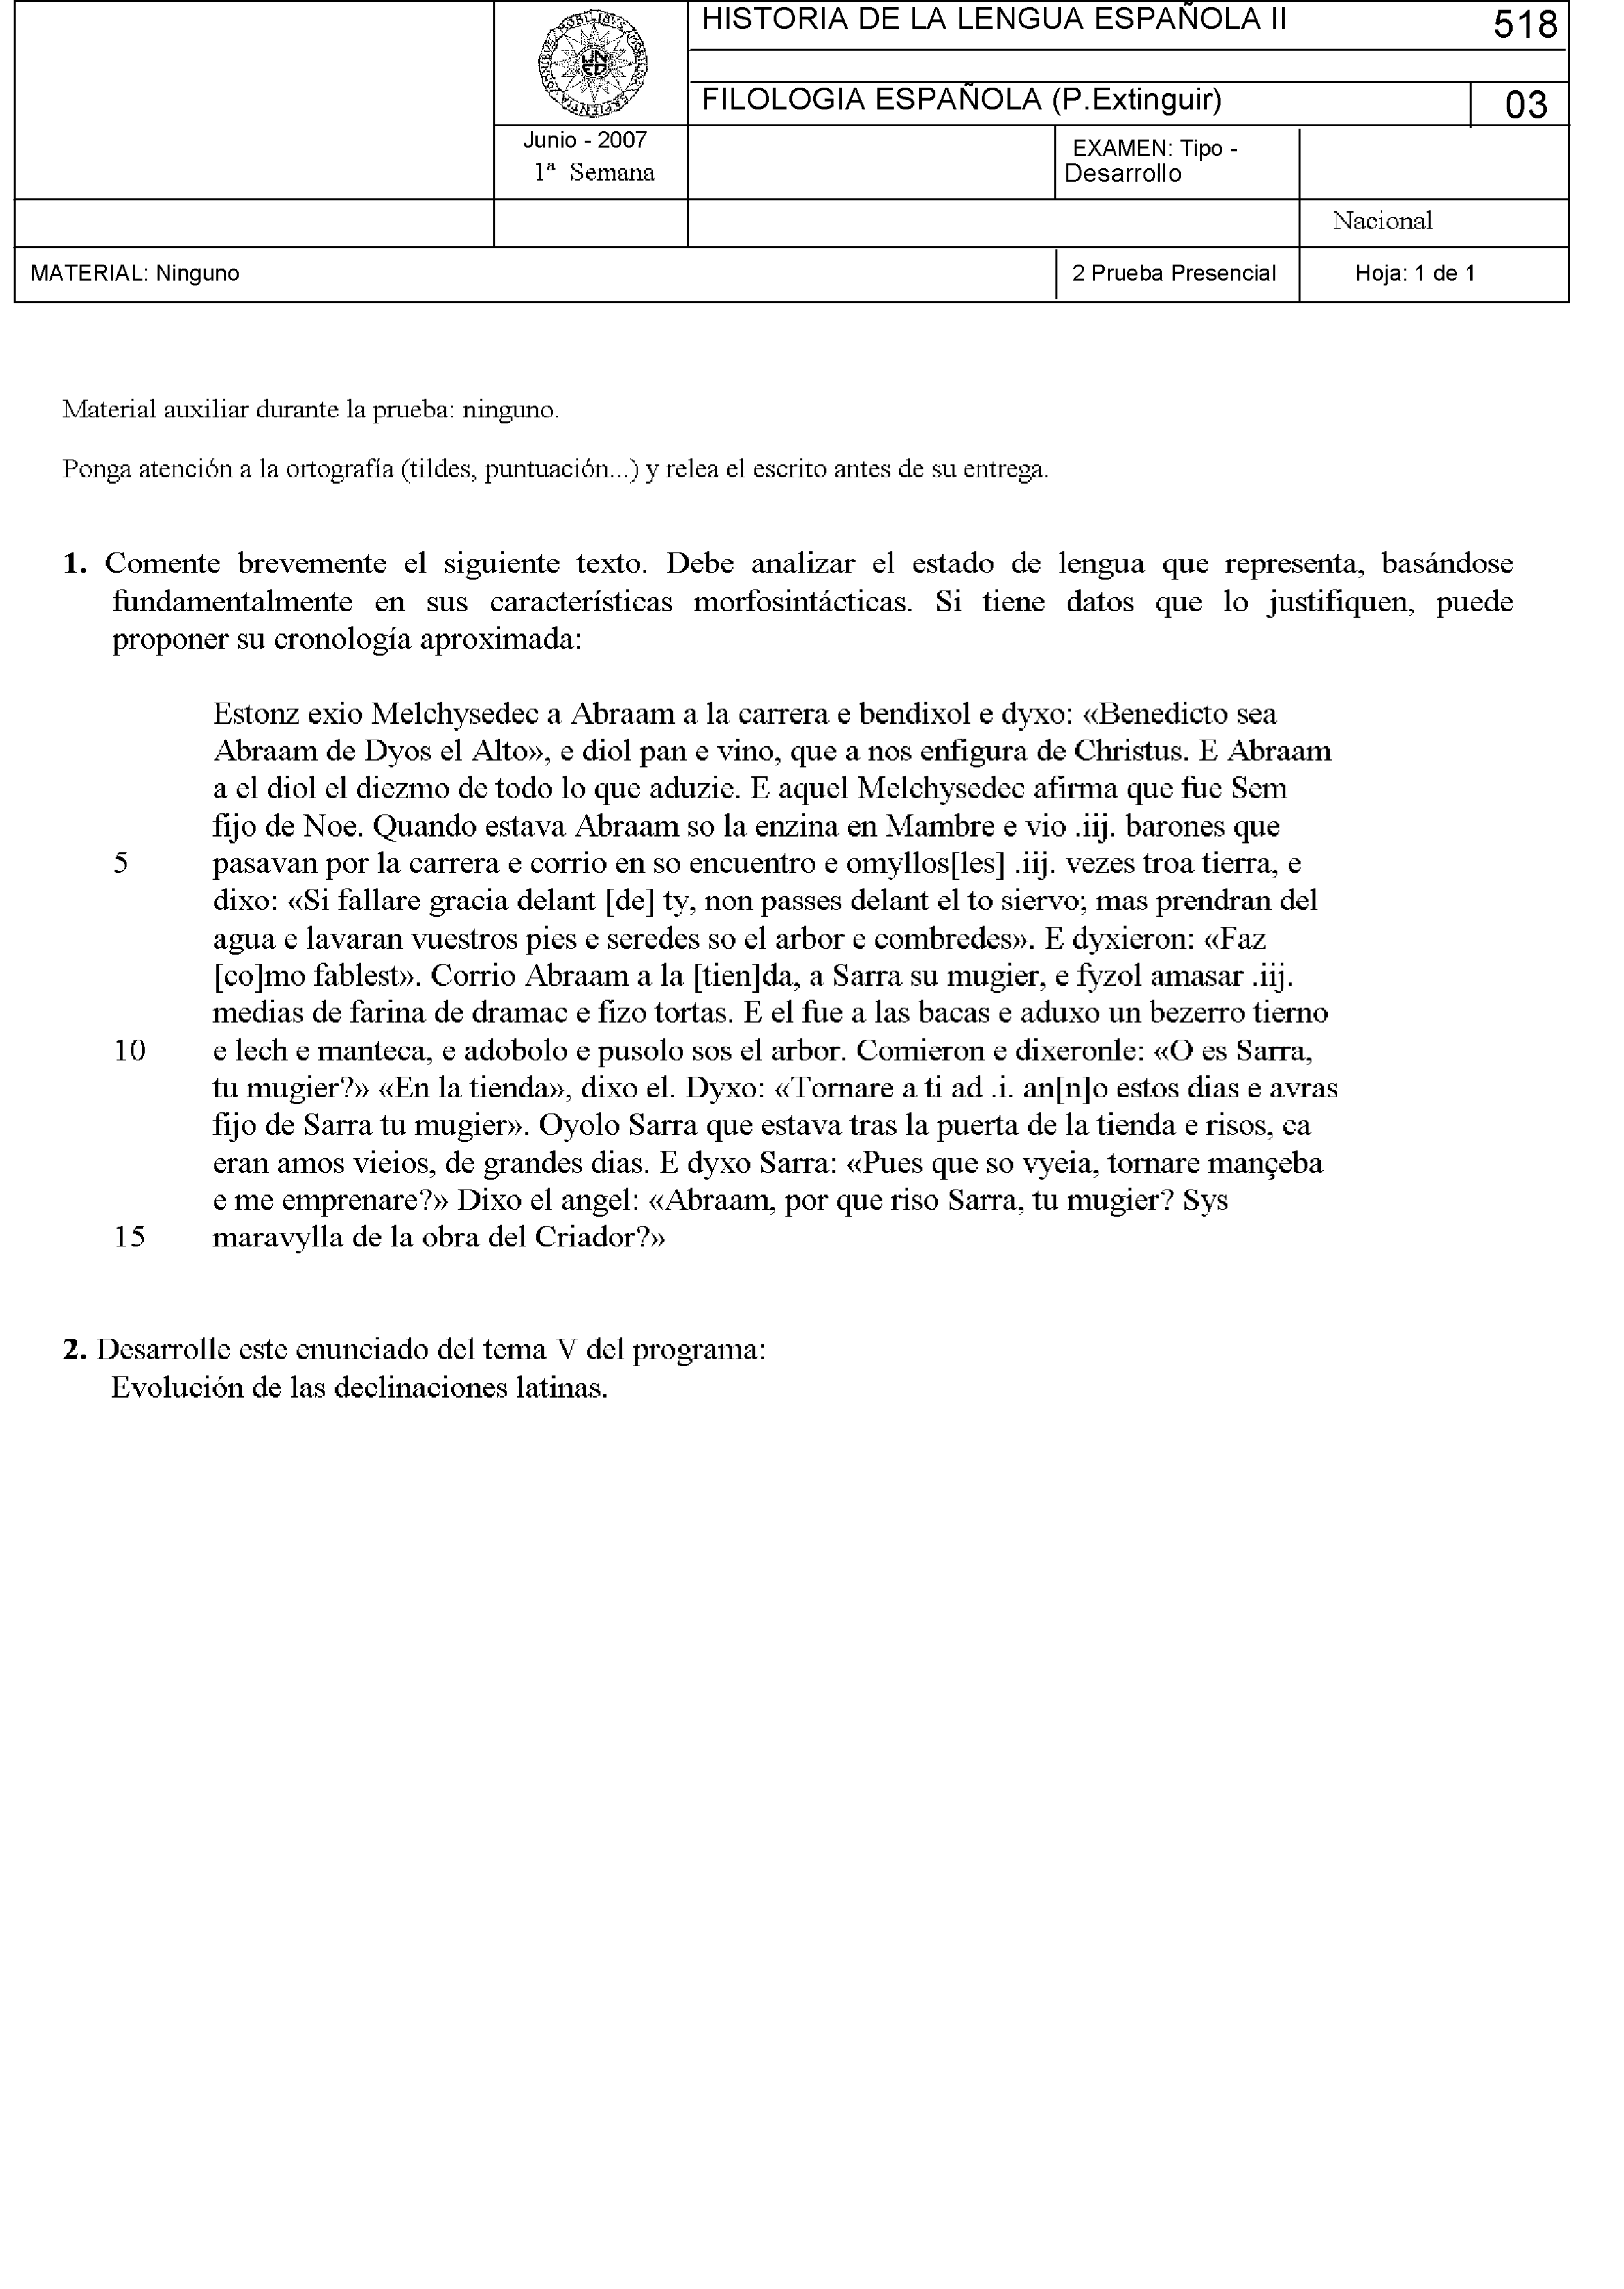 HISTORIA DE LA LENGUA ESPAÑOLA II
518
FILOLOGIA ESPAÑOLA (P.Extinguir)
03
Junio - 2007
1ª Semana
EXAMEN: Tipo -
Desarrollo
Nacional
MATERIAL: Ninguno
2 Prueba Presencial
Hoja: 1 de 1
Material auxiliar durante la prueba: ninguno.
Ponga atención a la ortografía (tildes, puntuación...) y relea el escrito antes de su entrega.
1. Comente brevemente el siguiente texto. Debe analizar el estado de lengua que representa, basándose
fundamentalmente en sus características morfosintácticas. Si tiene datos que lo justifiquen, puede
proponer su cronología aproximada:
Estonz exio Melchysedec a Abraam a la carrera e bendixol e dyxo: «Benedicto sea
Abraam de Dyos el Alto», e diol pan e vino, que a nos enfigura de Christus. E Abraam
a el diol el diezmo de todo lo que aduzie. E aquel Melchysedec afirma que fue Sem
fijo de Noe. Quando estava Abraam so la enzina en Mambre e vio .iij. barones que
5 pasavan por la carrera e corrio en so encuentro e omyllos[les] .iij. vezes troa tierra, e
dixo: «Si fallare gracia delant [de] ty, non passes delant el to siervo; mas prendran del
agua e lavaran vuestros pies e seredes so el arbor e combredes». E dyxieron: «Faz
[co]mo fablest». Corrio Abraam a la [tien]da, a Sarra su mugier, e fyzol amasar .iij.
medias de farina de dramac e fizo tortas. E el fue a las bacas e aduxo un bezerro tierno
10 e lech e manteca, e adobolo e pusolo sos el arbor. Comieron e dixeronle: «O es Sarra,
tu mugier?» «En la tienda», dixo el. Dyxo: «Tornare a ti ad .i. an[n]o estos dias e avras
fijo de Sarra tu mugier». Oyolo Sarra que estava tras la puerta de la tienda e risos, ca
eran amos vieios, de grandes dias. E dyxo Sarra: «Pues que so vyeia, tornare mançeba
e me emprenare?» Dixo el angel: «Abraam, por que riso Sarra, tu mugier? Sys
15 maravylla de la obra del Criador?»
2. Desarrolle este enunciado del tema V del programa:
Evolución de las declinaciones latinas.